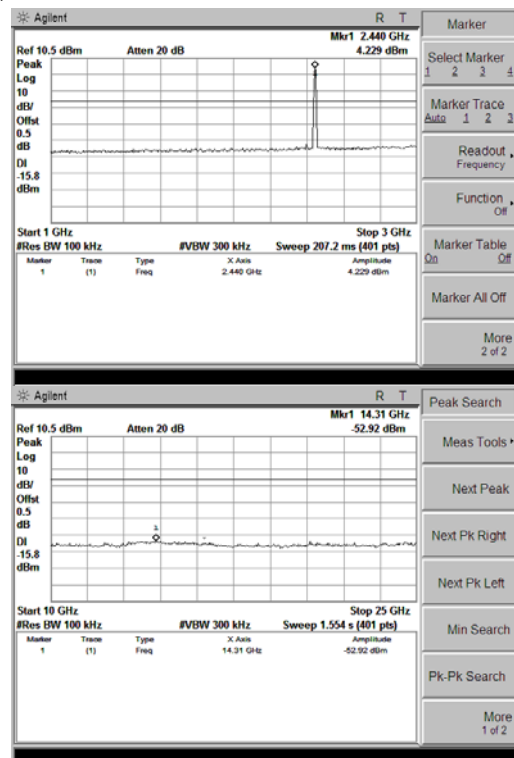 Agilent R T
Mkr1 2.440 GHz
Ref 10.5 dBm Atten 20 dB 4.229 dBm
Peak
Log
10
dB/
Offst
0.5
dB
DI
-15.8
dBm
Start 1 GHz Stop 3 GHz
#Res BW 100 kHz #VBW 300 kHz Sweep 207.2 ms (401 pts)
Marker Trace Type X Axis Amplitude
1 (1) Freq 2.440 GHz 4.229 dBm
Marker
Select Marker
1 2 3 4
Marker Trace
Auto 1 2 3
Readout
Frequency
Function
Off
Marker Table
On Off
Marker All Off
More
2 of 2
Agilent R T
Mkr1 14.31 GHz
Ref 10.5 dBm Atten 20 dB -52.92 dBm
Peak
Log
10
dB/
Offst
0.5
dB
DI
-15.8
dBm
1
Start 10 GHz Stop 25 GHz
#Res BW 100 kHz #VBW 300 kHz Sweep 1.554 s (401 pts)
Marker Trace Type X Axis Amplitude
1 (1) Freq 14.31 GHz -52.92 dBm
Peak Search
Meas Tools
Next Peak
Next Pk Right
Next Pk Left
Min Search
Pk-Pk Search
More
1 of 2